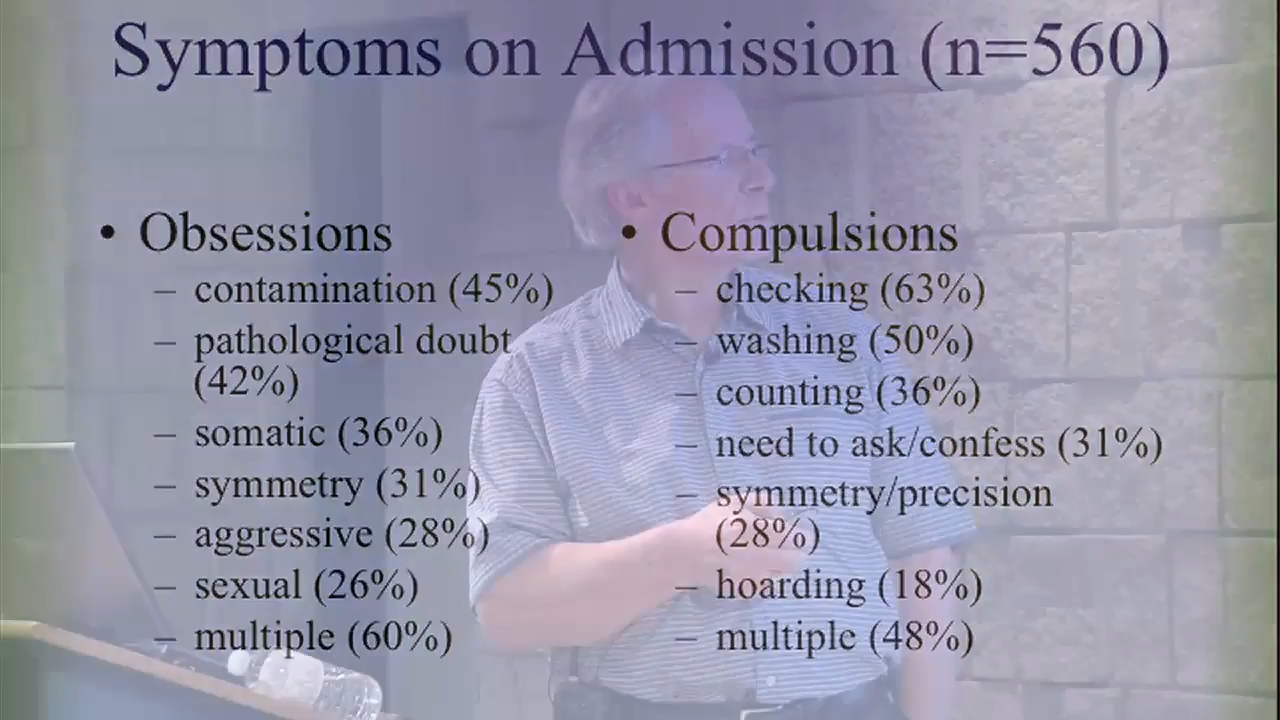 Symptoms on Admission (n=560)
• Obsessions
– contamination (45%)
– pathological doubt
(42%)
– somatic (36%)
– symmetry (31%)
– aggressive (28%)
– sexual (26%)
– multiple (60%)
• Compulsions
– checking (63%)
– washing (50%)
– counting (36%)
– need to ask/confess (31%)
– symmetry/precision
(28%)
– hoarding (18%)
– multiple (48%)